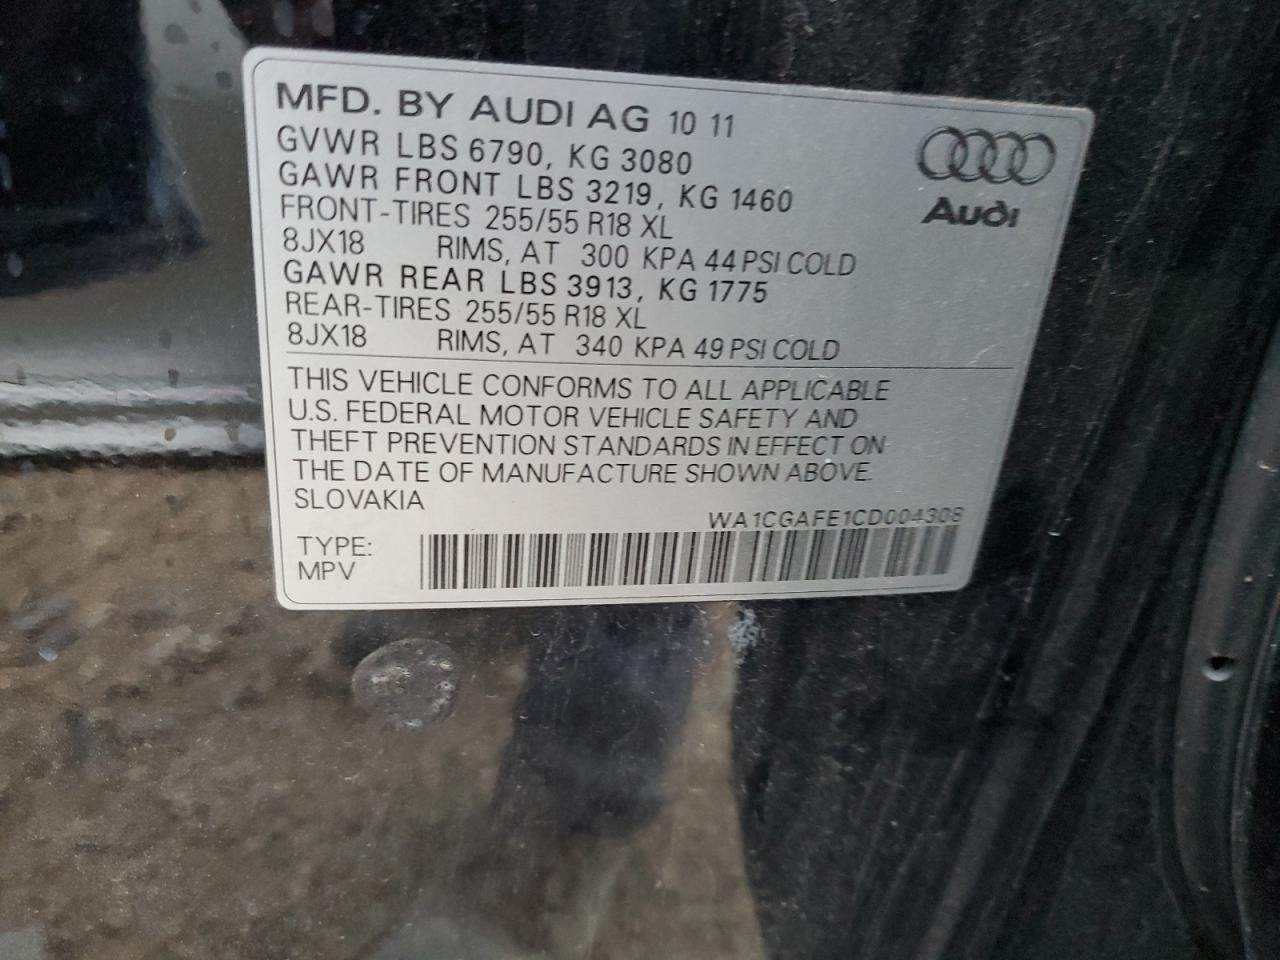 MFD. BY AUDI AG 10 11
GVWR LBS 6790, KG 3080
GAWR FRONT LBS 3219, KG 1460
FRONT-TIRES 255/55 R18 XL
8JX18 RIMS, AT 300 KPA 44 PSI COLD
GAWR REAR LBS 3913, KG 1775
REAR-TIRES 255/55 R18 XL
8JX18 RIMS, AT 340 KPA 49 PSI COLD
Audi
THIS VEHICLE CONFORMS TO ALL APPLICABLE
U.S. FEDERAL MOTOR VEHICLE SAFETY AND
THEFT PREVENTION STANDARDS IN EFFECT ON
THE DATE OF MANUFACTURE SHOWN ABOVE.
SLOVAKIA
WA1CGAFE1CD004308
TYPE:
MPV